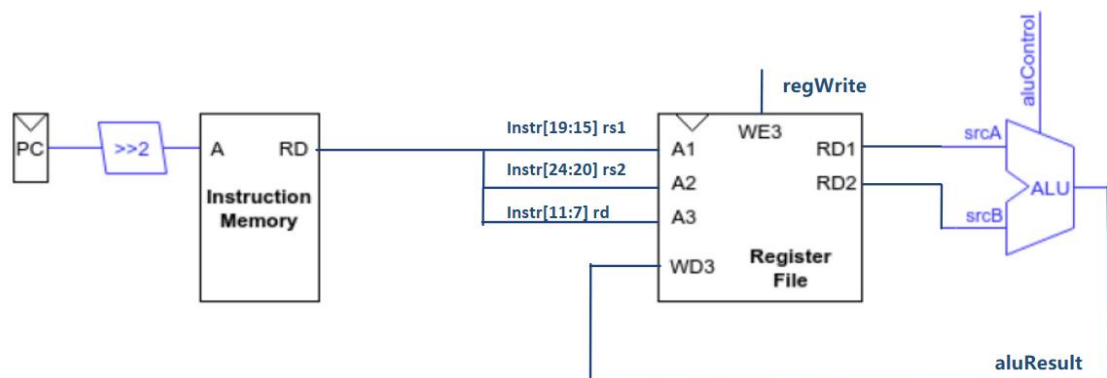 PC
>>2
A
RD
Instruction
Memory
Instr[19:15] rs1
Instr[24:20] rs2
Instr[11:7] rd
regWrite
WE3
A1
A2
A3
WD3
RD1
RD2
Register
File
srcA
srcB
aluControl
ALU
aluResult